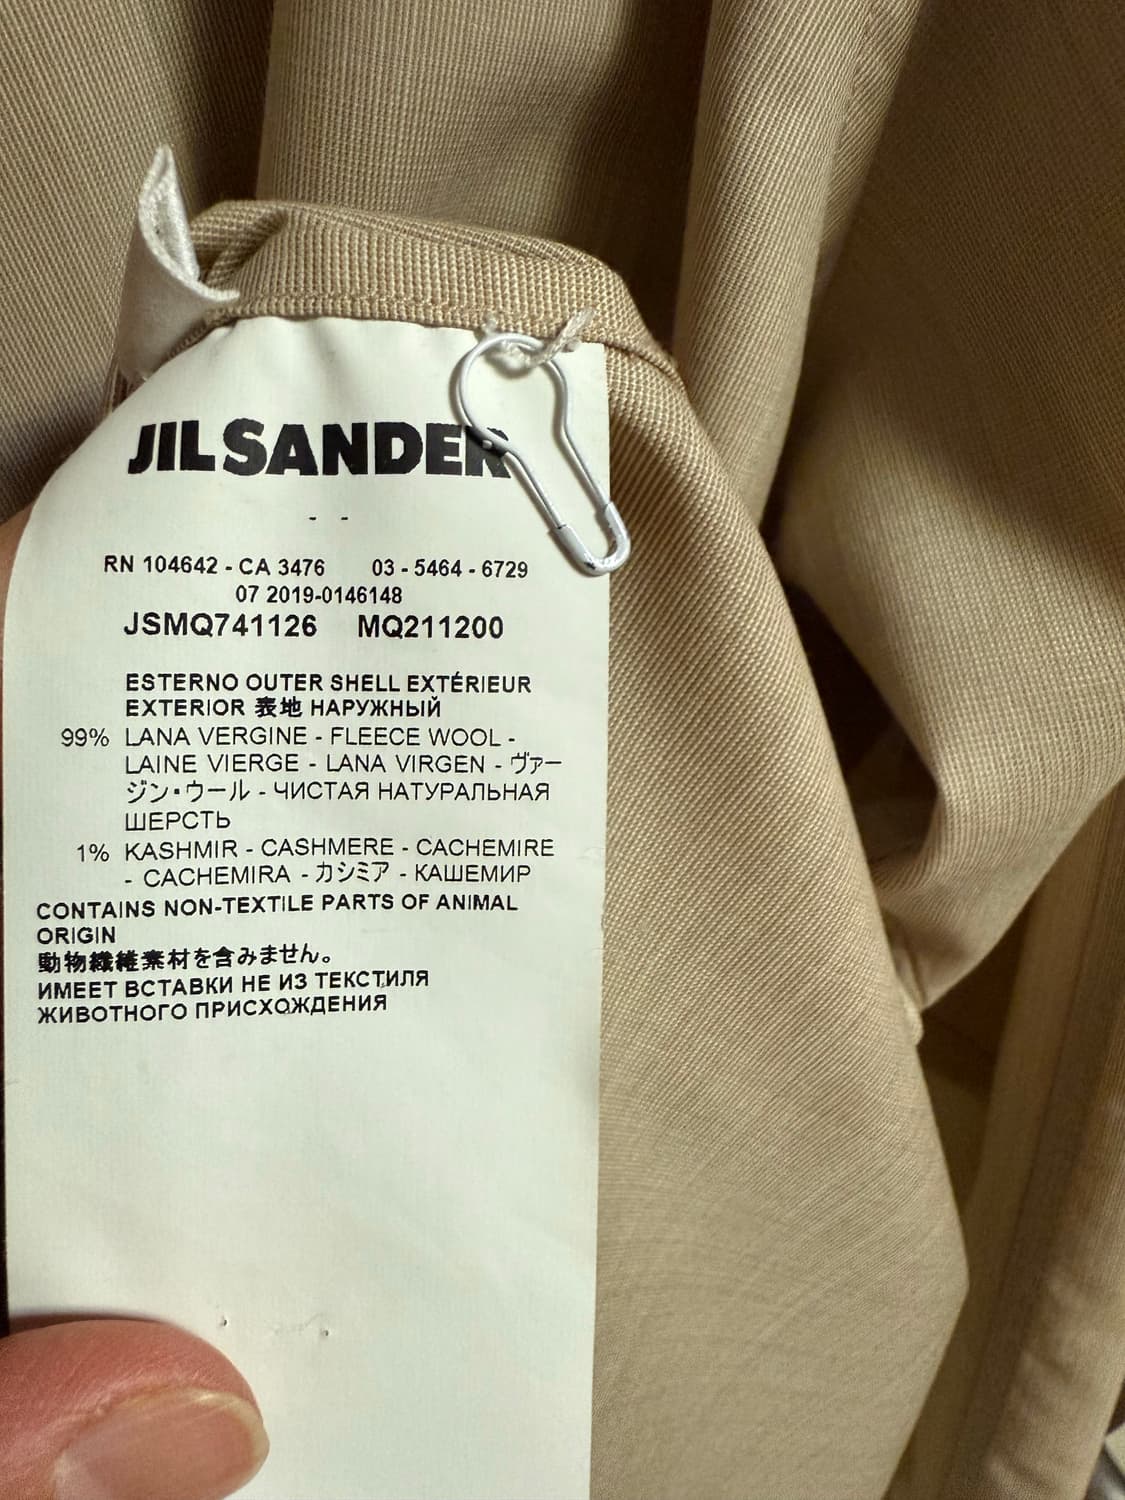 JIL SANDER
- -
RN 104642 - CA 3476 03 - 5464 - 6729
07 2019-0146148
JSMQ741126 MQ211200
ESTERNO OUTER SHELL EXTÉRIEUR
EXTERIOR 表地 НАРУЖНЫЙ
99% LANA VERGINE - FLEECE WOOL -
LAINE VIERGE - LANA VIRGEN - ヴァー
ジン・ウール - ЧИСТАЯ НАТУРАЛЬНАЯ
ШЕРСТЬ
1% KASHMIR - CASHMERE - CACHEMIRE
- CACHEMIRA - カシミア - КАШЕМИР
CONTAINS NON-TEXTILE PARTS OF ANIMAL
ORIGIN
動物繊維素材を含みません。
ИМЕЕТ ВСТАВКИ НЕ ИЗ ТЕКСТИЛЯ
ЖИВОТНОГО ПРИСХОЖДЕНИЯ